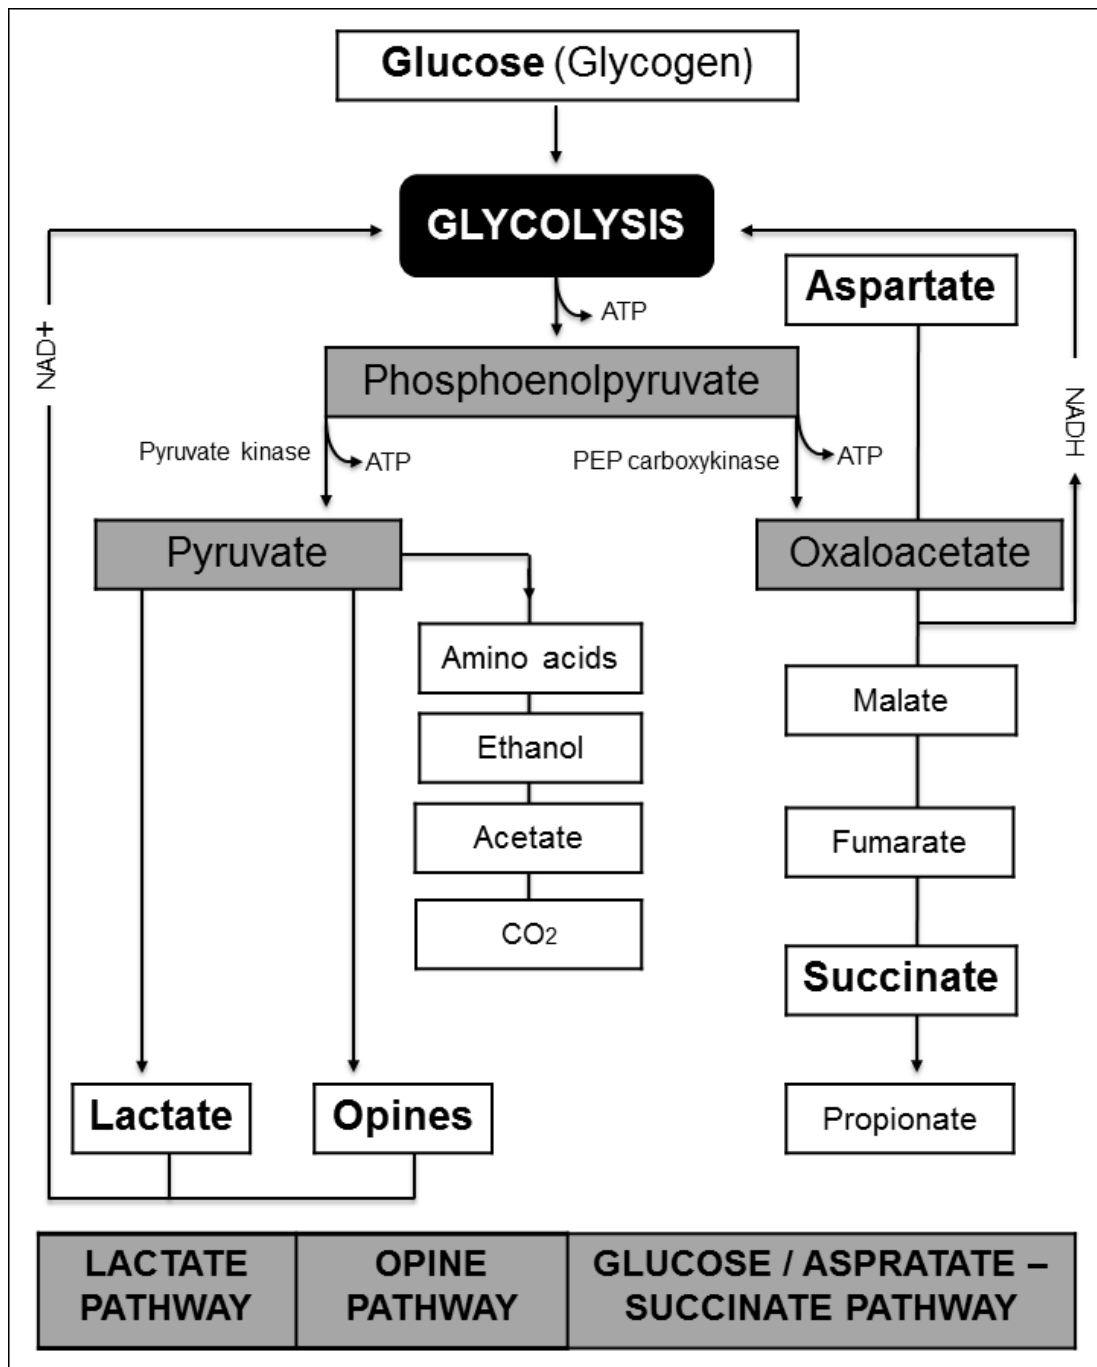 Glucose (Glycogen)
GLYCOLYSIS
Aspartate
ATP
NAD+
NADH
Phosphoenolpyruvate
Pyruvate kinase
ATP
PEP carboxykinase
ATP
Pyruvate
Oxaloacetate
Amino acids
Malate
Ethanol
Acetate
Fumarate
CO2
Succinate
Lactate
Opines
Propionate
LACTATE
PATHWAY
OPINE
PATHWAY
GLUCOSE / ASPRATATE –
SUCCINATE PATHWAY